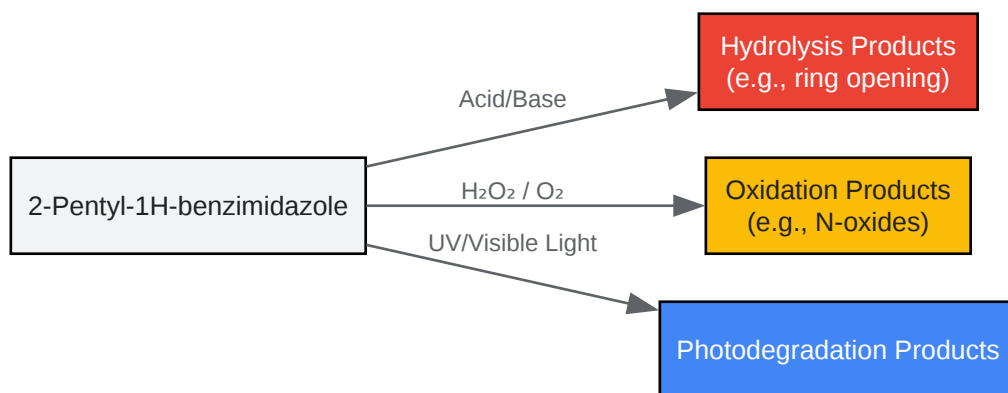 Hydrolysis Products
(e.g., ring opening)
Acid/Base
2-Pentyl-1H-benzimidazole
H₂O₂ / O₂
Oxidation Products
(e.g., N-oxides)
UV/Visible Light
Photodegradation Products